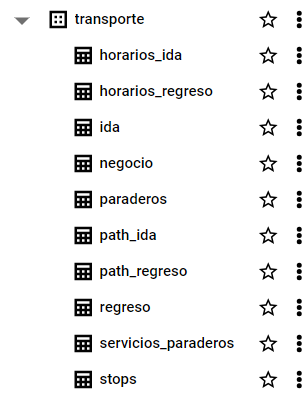 transporte
horarios_ida
horarios_regreso
ida
negocio
paraderos
path_ida
path_regreso
regreso
servicios_paraderos
stops